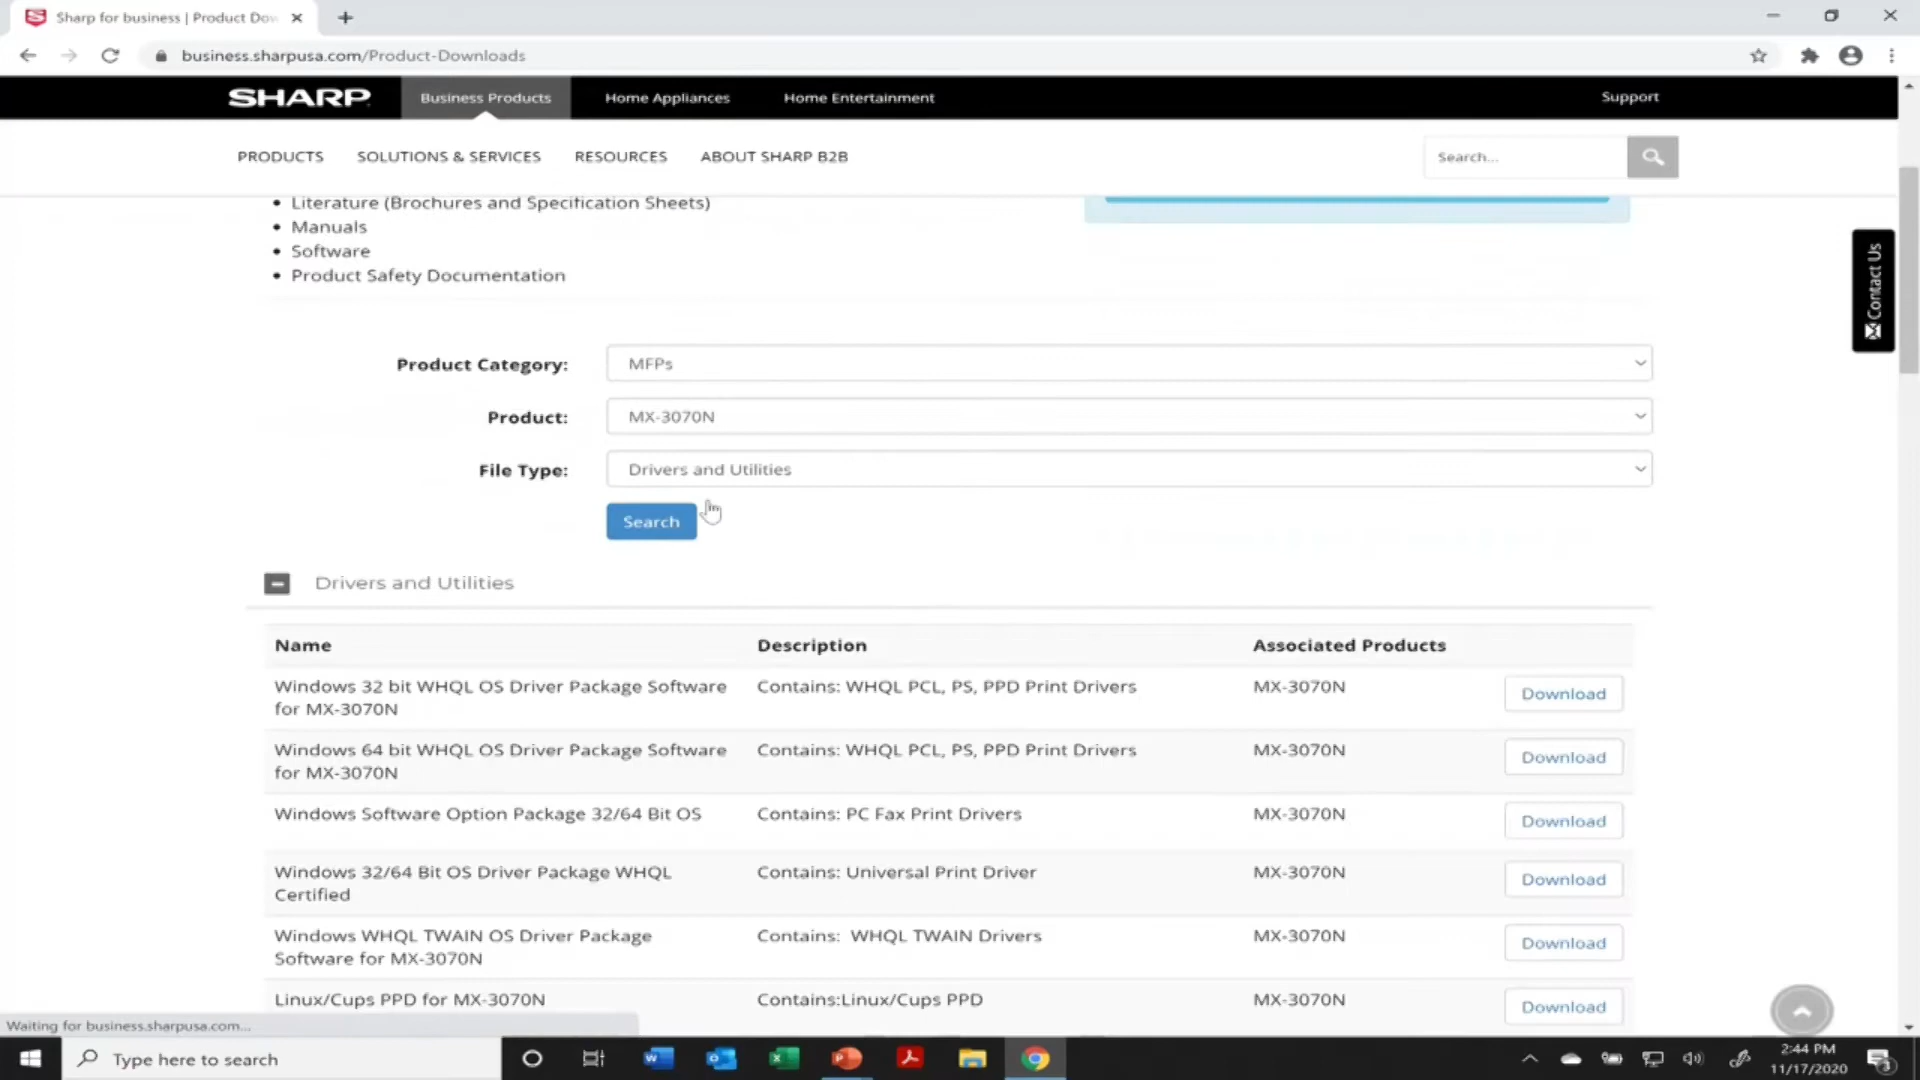 Sharp for business | Product Dow
business.sharpusa.com/Product-Downloads
SHARP
Business Products
Home Appliances
Home Entertainment
Support
PRODUCTS
SOLUTIONS & SERVICES
RESOURCES
ABOUT SHARP B2B
Search...
• Literature (Brochures and Specification Sheets)
• Manuals
• Software
• Product Safety Documentation
Contact Us
Product Category:
MFPs
Product:
MX-3070N
File Type:
Drivers and Utilities
Search
Drivers and Utilities
Name Description Associated Products
Windows 32 bit WHQL OS Driver Package Software
for MX-3070N
Contains: WHQL PCL, PS, PPD Print Drivers
MX-3070N
Download
Windows 64 bit WHQL OS Driver Package Software
for MX-3070N
Contains: WHQL PCL, PS, PPD Print Drivers
MX-3070N
Download
Windows Software Option Package 32/64 Bit OS
Contains: PC Fax Print Drivers
MX-3070N
Download
Windows 32/64 Bit OS Driver Package WHQL
Certified
Contains: Universal Print Driver
MX-3070N
Download
Windows WHQL TWAIN OS Driver Package
Software for MX-3070N
Contains:  WHQL TWAIN Drivers
MX-3070N
Download
Linux/Cups PPD for MX-3070N
Contains:Linux/Cups PPD
MX-3070N
Download
Waiting for business.sharpusa.com...
Type here to search
2:44 PM
11/17/2020
3